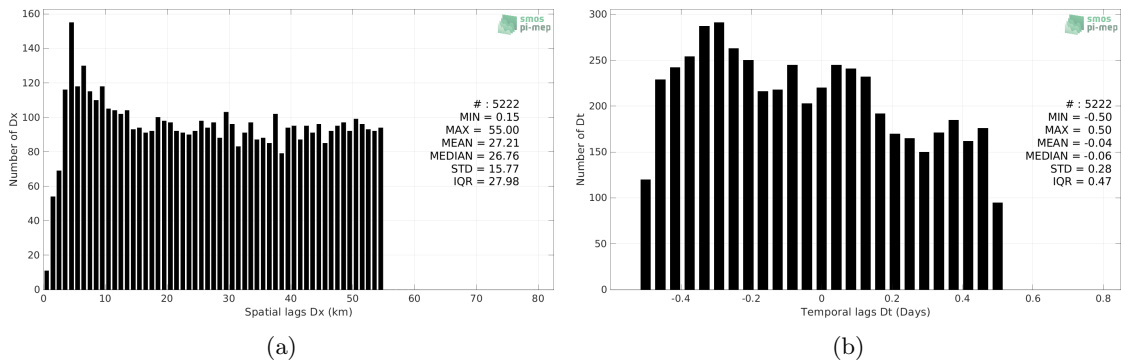 160
140
120
100
80
60
40
20
0
Number of Dx
0 10 20 30 40 50 60 70 80
Spatial lags Dx (km)
smos
pi-mep
# : 5222
MIN = 0.15
MAX = 55.00
MEAN = 27.21
MEDIAN = 26.76
STD = 15.77
IQR = 27.98
(a)
300
250
200
150
100
50
0
Number of Dt
-0.4 -0.2 0 0.2 0.4 0.6 0.8
Temporal lags Dt (Days)
smos
pi-mep
# : 5222
MIN = -0.50
MAX = 0.50
MEAN = -0.04
MEDIAN = -0.06
STD = 0.28
IQR = 0.47
(b)